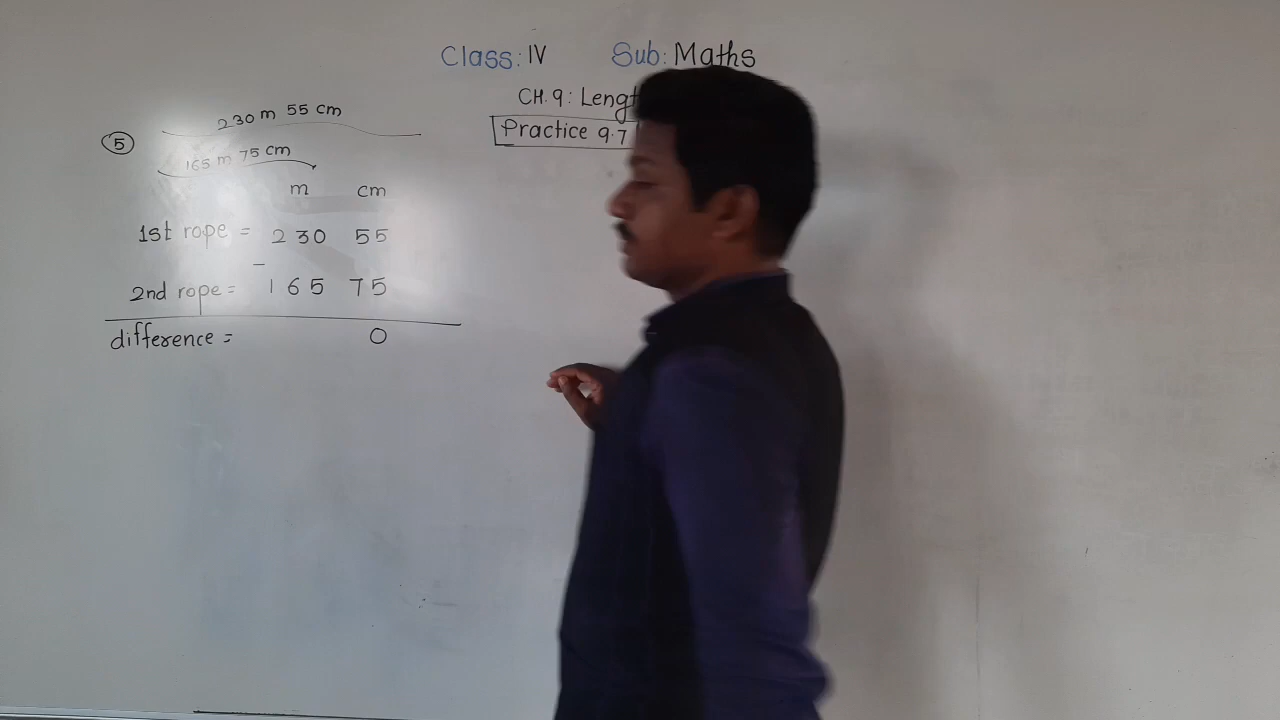 Class: IV Sub: Maths
CH.9: Lengt
Practice 9.7
5
230 m 55 cm
165 m 75 cm
m cm
1st rope = 230 55
-
2nd rope = 165 75
difference = 0